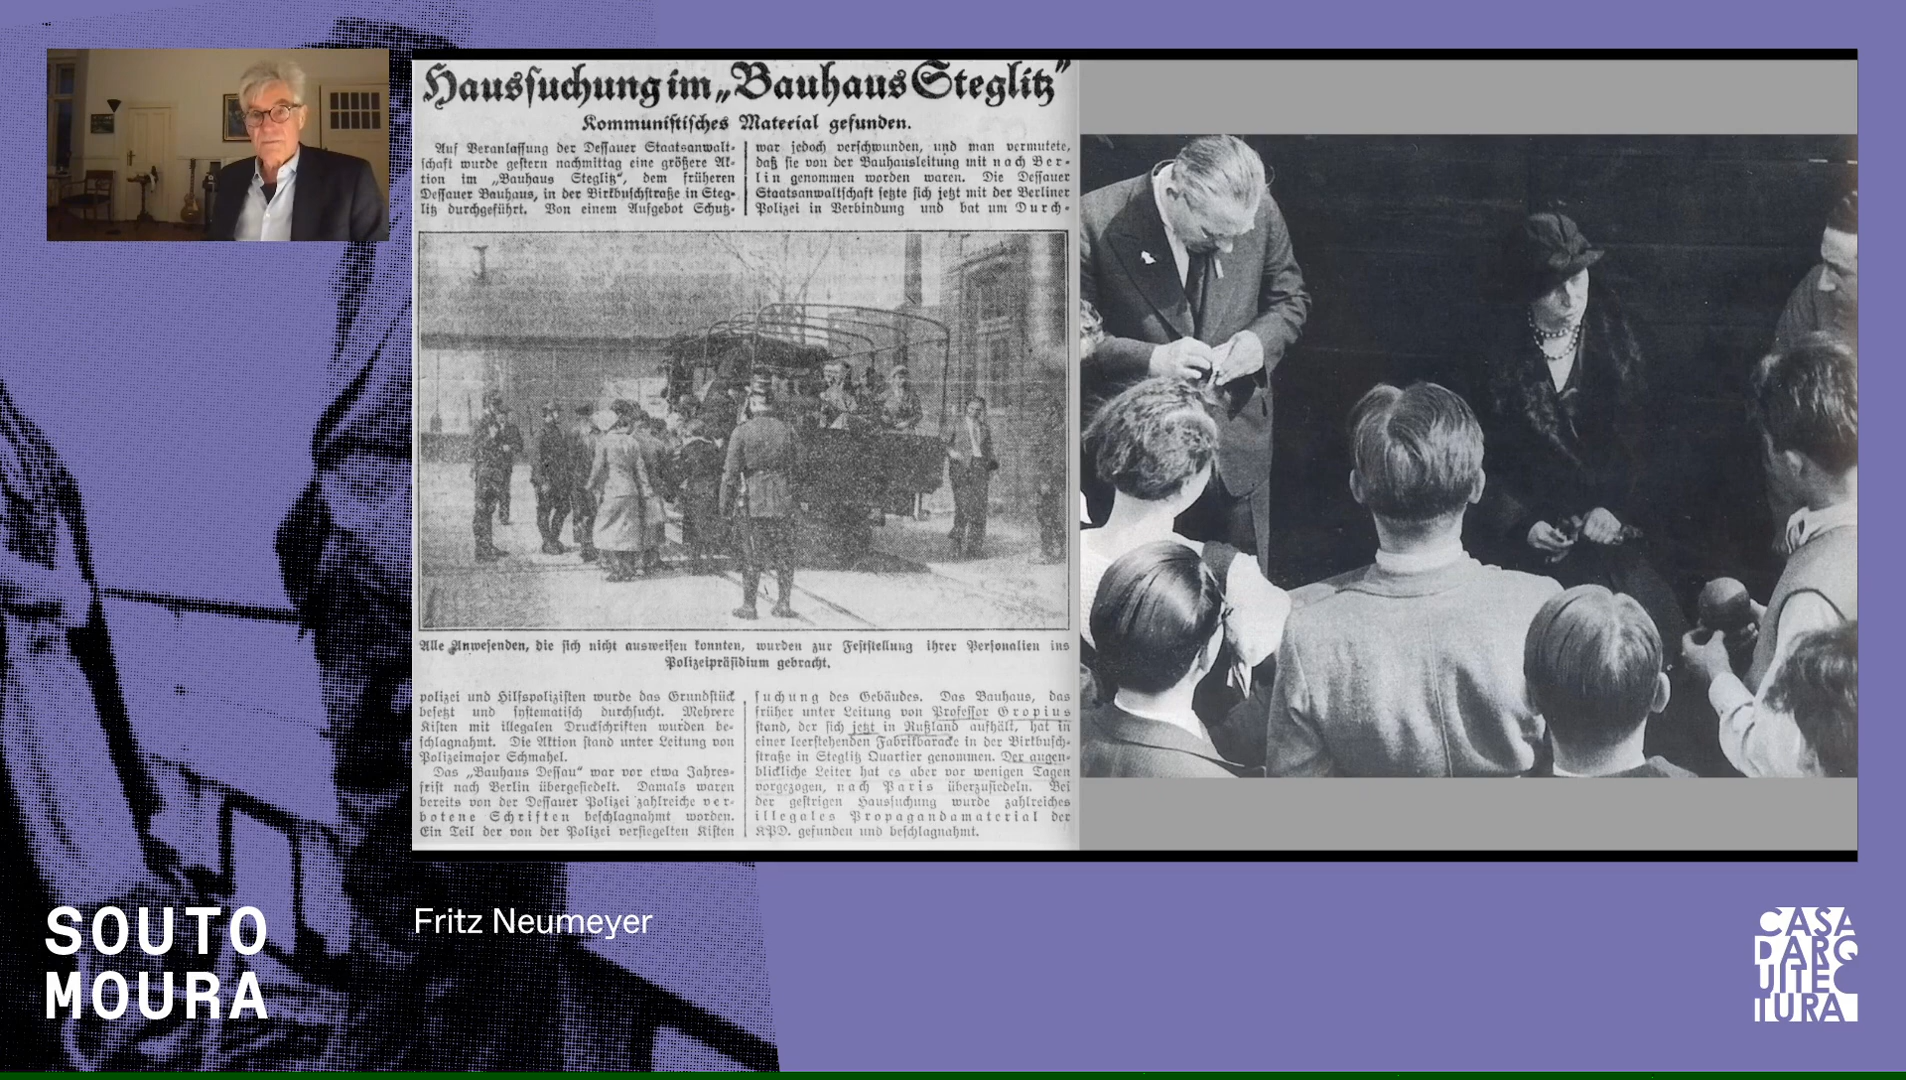 Haussuchung im „Bauhaus Steglitz"
Kommunistisches Material gefunden.
Auf Veranlassung der Dessauer Staatsanwalt-
schaft wurde gestern nachmittag eine größere Ak-
tion im „Bauhaus Steglitz", dem früheren
Dessauer Bauhaus, in der Birkbuschstraße in Steg-
litz durchgeführt. Von einem Aufgebot Schutz-
war jedoch verschwunden, und man vermutete,
daß sie von der Bauhausleitung mit nach Ber-
lin genommen worden waren. Die Dessauer
Staatsanwaltschaft setzte sich jetzt mit der Berliner
Polizei in Verbindung und bat um Durch-
Alle Anwesenden, die sich nicht ausweisen konnten, wurden zur Feststellung ihrer Personalien ins
Polizeipräsidium gebracht.
polizei und Hilfspolizisten wurde das Grundstück
besetzt und systematisch durchsucht. Mehrere
Kisten mit illegalen Druckschriften wurden be-
schlagnahmt. Die Aktion stand unter Leitung von
Polizeimajor Schmahel.
Das „Bauhaus Dessau" war vor etwa Jahres-
frist nach Berlin übergesiedelt. Damals waren
bereits von der Dessauer Polizei zahlreiche ver-
botene Schriften beschlagnahmt worden.
Ein Teil der von der Polizei versiegelten Kisten
suchung des Gebäudes. Das Bauhaus, das
früher unter Leitung von Professor Gropius
stand, der sich jetzt in Rußland aufhält, hat in
einer leerstehenden Fabrikbaracke in der Birkbusch-
straße in Steglitz Quartier genommen. Der augen-
blickliche Leiter hat es aber vor wenigen Tagen
vorgezogen, nach Paris überzusiedeln. Bei
der gestrigen Haussuchung wurde zahlreiches
illegales Propagandamaterial der
KPD. gefunden und beschlagnahmt.
SOUTO
MOURA
Fritz Neumeyer
CASA
DARQ
UITEC
TURA